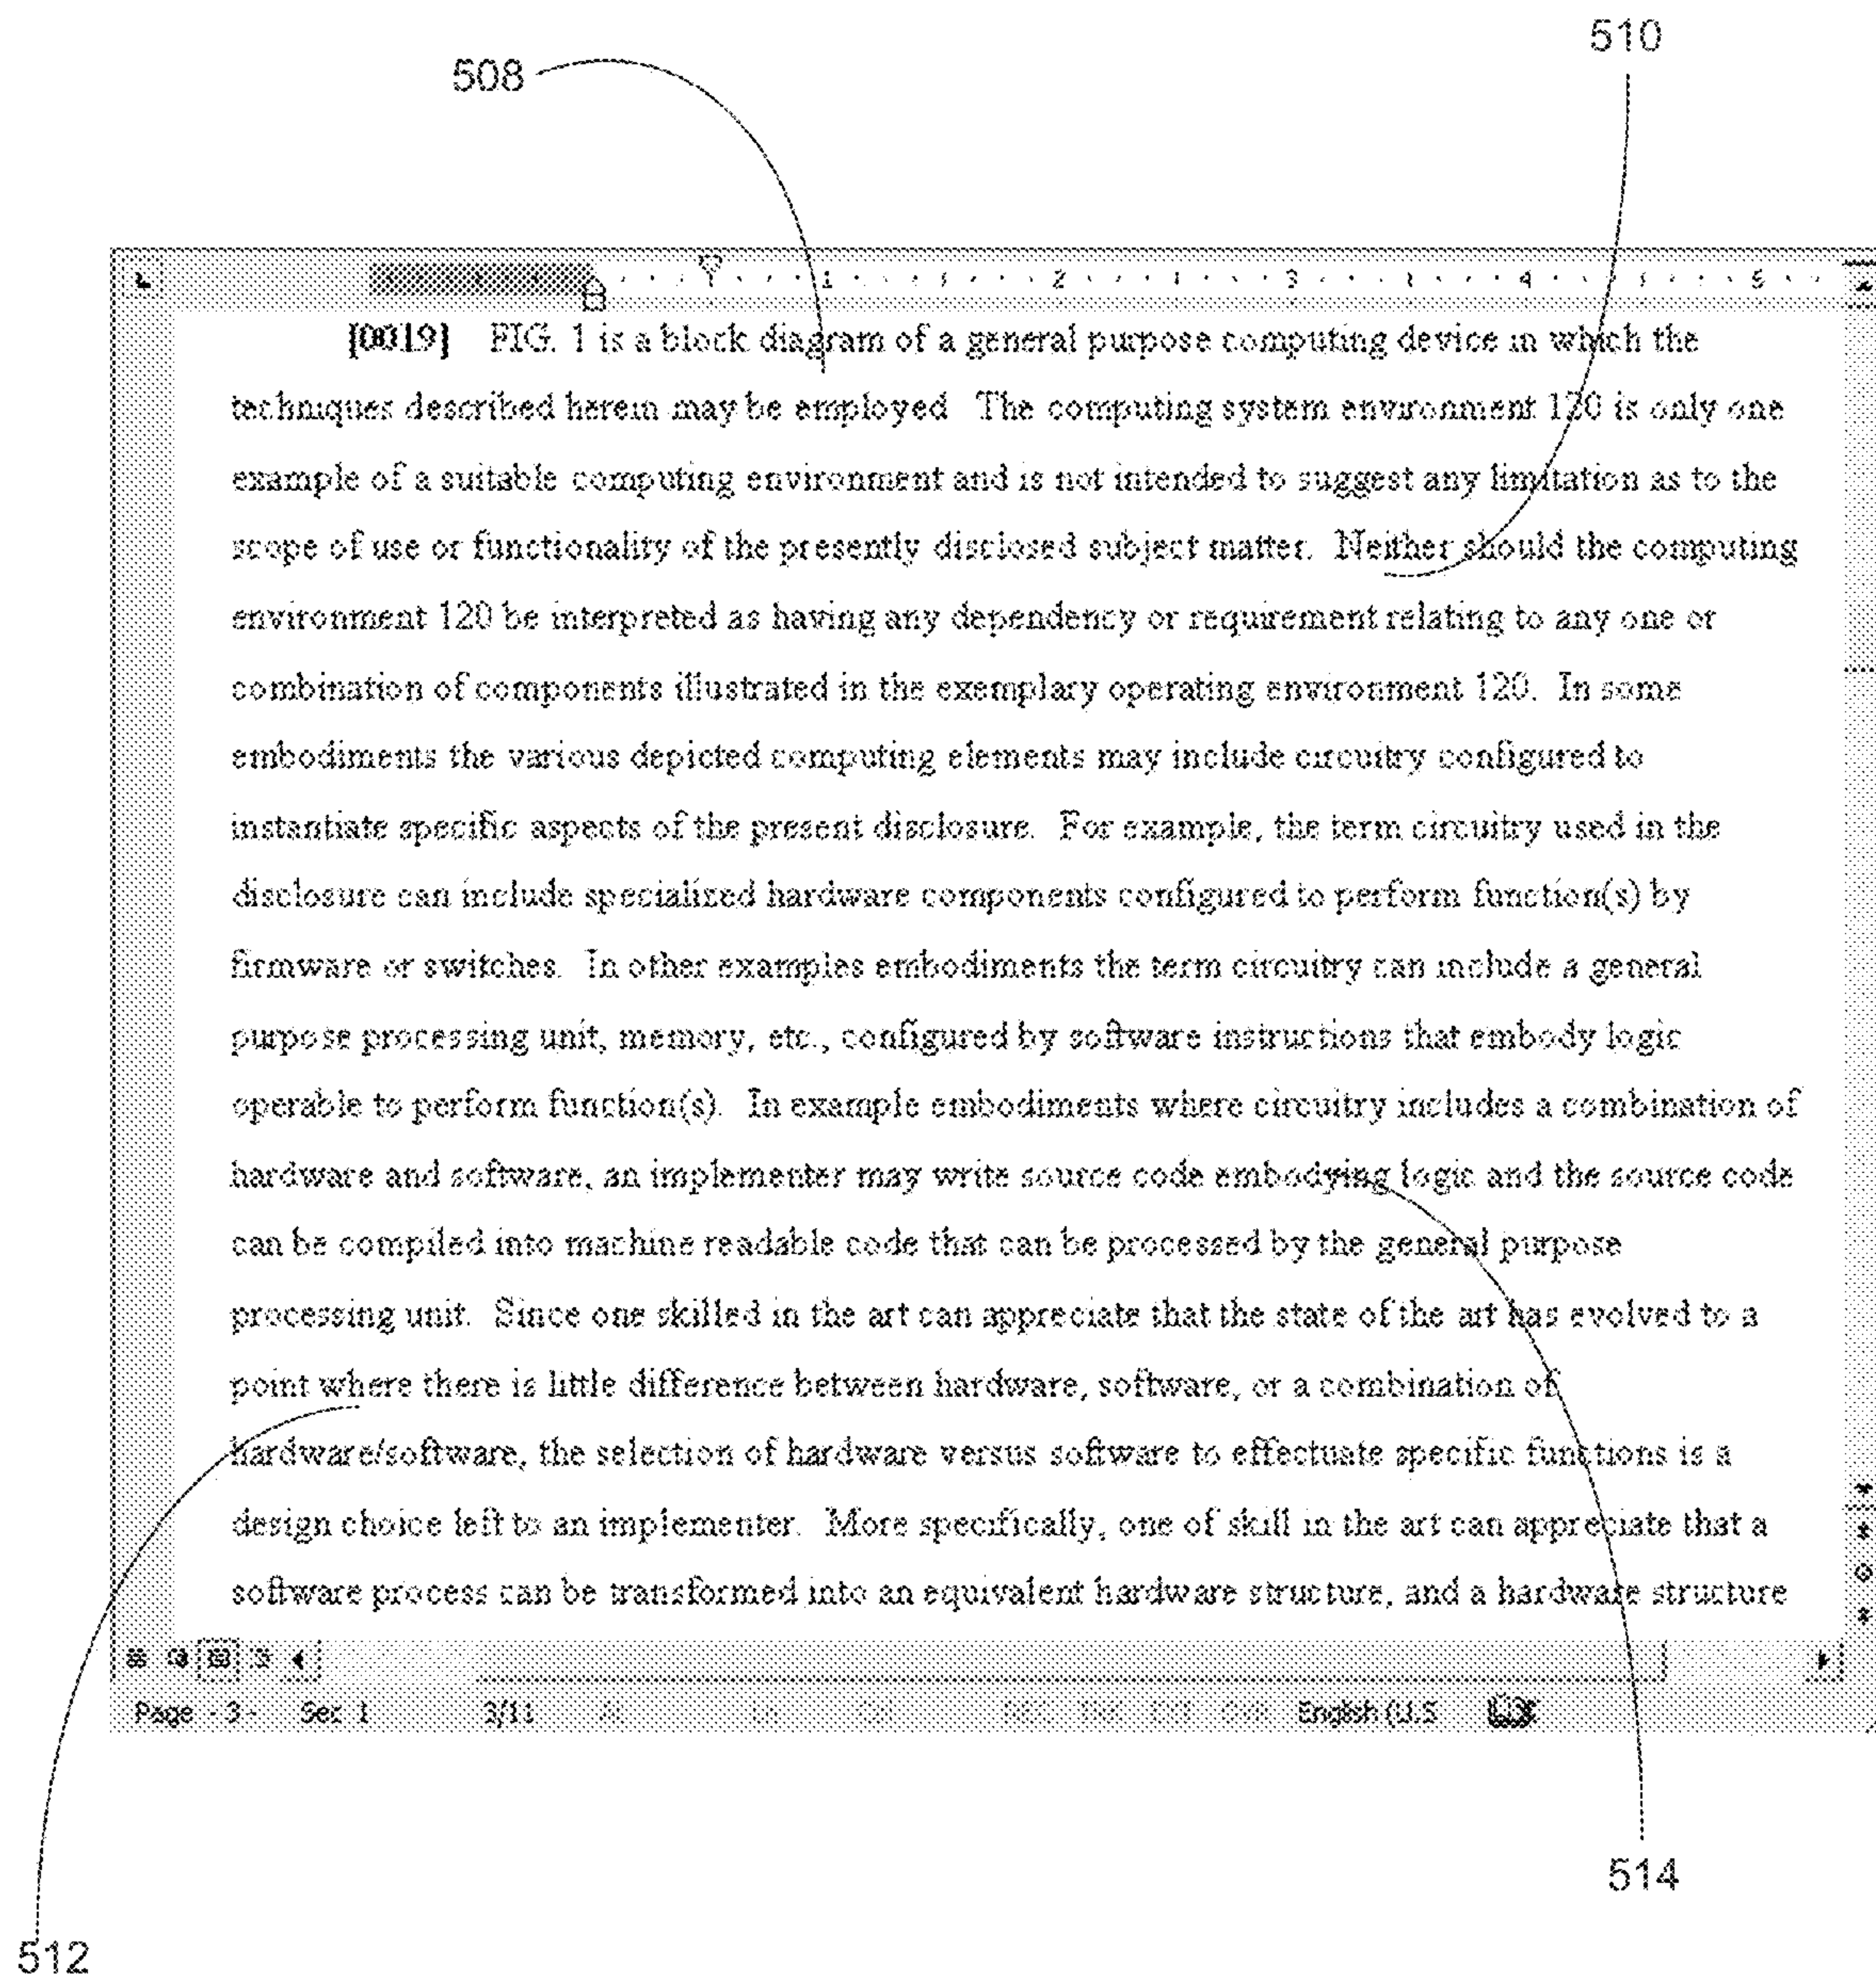 508
510
1 2 3 4 5
[0019] FIG. 1 is a block diagram of a general purpose computing device in which the
techniques described herein may be employed The computing system environment 120 is only one
example of a suitable computing environment and is not intended to suggest any limitation as to the
scope of use or functionality of the presently disclosed subject matter. Neither should the computing
environment 120 be interpreted as having any dependency or requirement relating to any one or
combination of components illustrated in the exemplary operating environment 120. In some
embodiments the various depicted computing elements may include circuitry configured to
instantiate specific aspects of the present disclosure. For example, the term circuitry used in the
disclosure can include specialized hardware components configured to perform function(s) by
firmware or switches. In other examples embodiments the term circuitry can include a general
purpose processing unit, memory, etc., configured by software instructions that embody logic
operable to perform function(s). In example embodiments where circuitry includes a combination of
hardware and software, an implementer may write source code embodying logic and the source code
can be compiled into machine readable code that can be processed by the general purpose
processing unit. Since one skilled in the art can appreciate that the state of the art has evolved to a
point where there is little difference between hardware, software, or a combination of
hardware/software, the selection of hardware versus software to effectuate specific functions is a
design choice left to an implementer. More specifically, one of skill in the art can appreciate that a
software process can be transformed into an equivalent hardware structure, and a hardware structure
Page - 3 - Sec 1 3/11 English (U.S
514
512